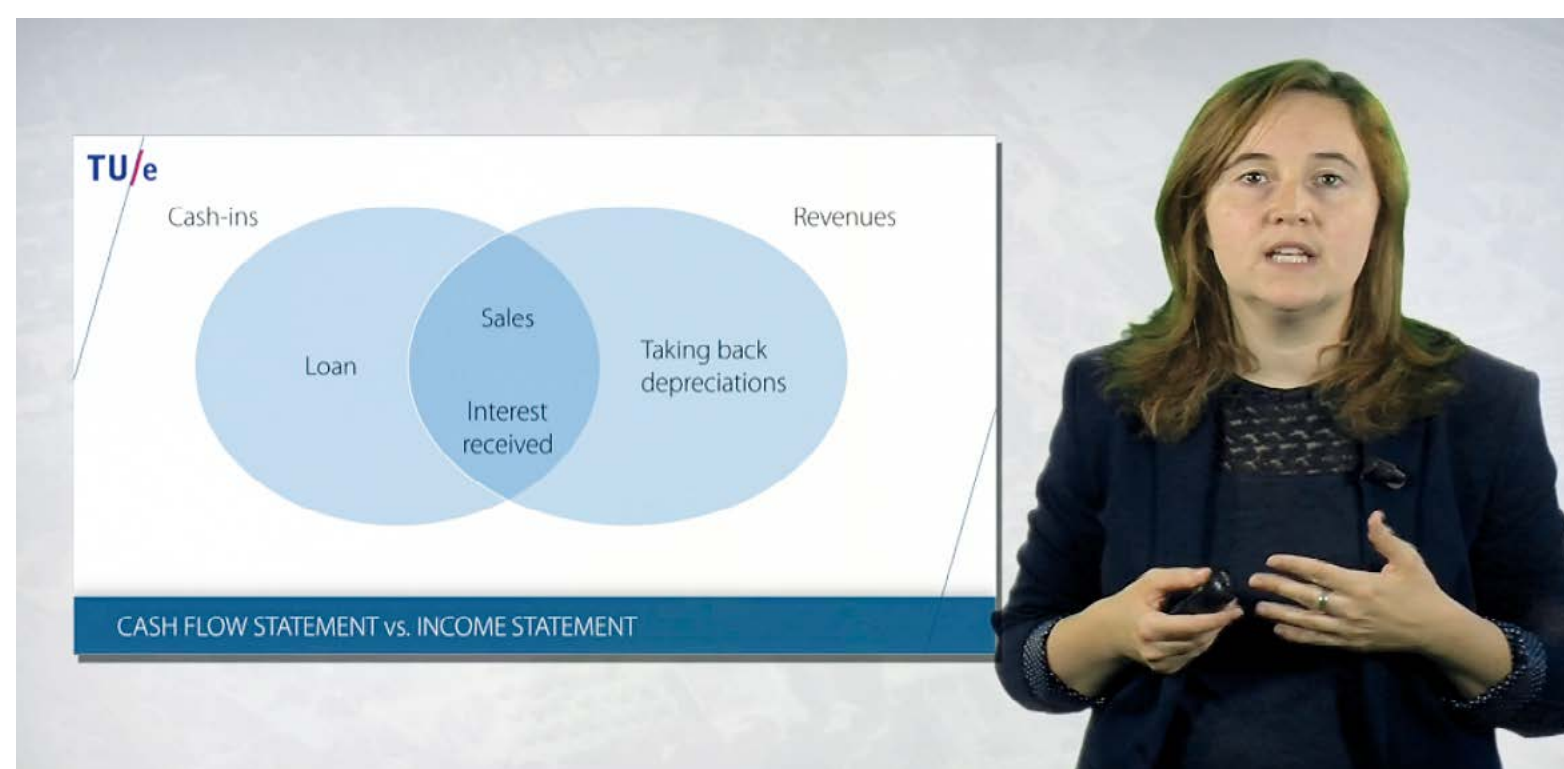 TU/e
Cash-ins
Revenues
Sales
Loan
Taking back
depreciations
Interest
received
CASH FLOW STATEMENT vs. INCOME STATEMENT